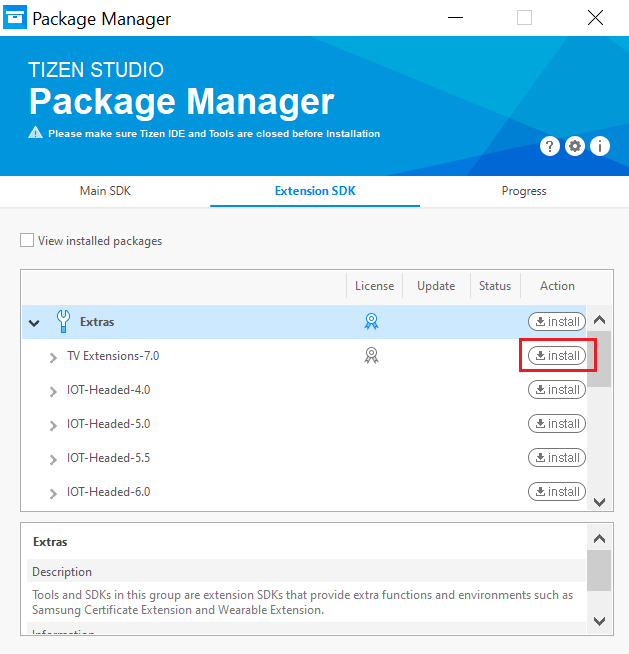 Package Manager
TIZEN STUDIO
Package Manager
Please make sure Tizen IDE and Tools are closed before Installation
? i
Main SDK Extension SDK Progress
View installed packages
License Update Status Action
Extras install
TV Extensions-7.0 install
IOT-Headed-4.0 install
IOT-Headed-5.0 install
IOT-Headed-5.5 install
IOT-Headed-6.0 install
Extras
Description
Tools and SDKs in this group are extension SDKs that provide extra functions and environments such as
Samsung Certificate Extension and Wearable Extension.
Information